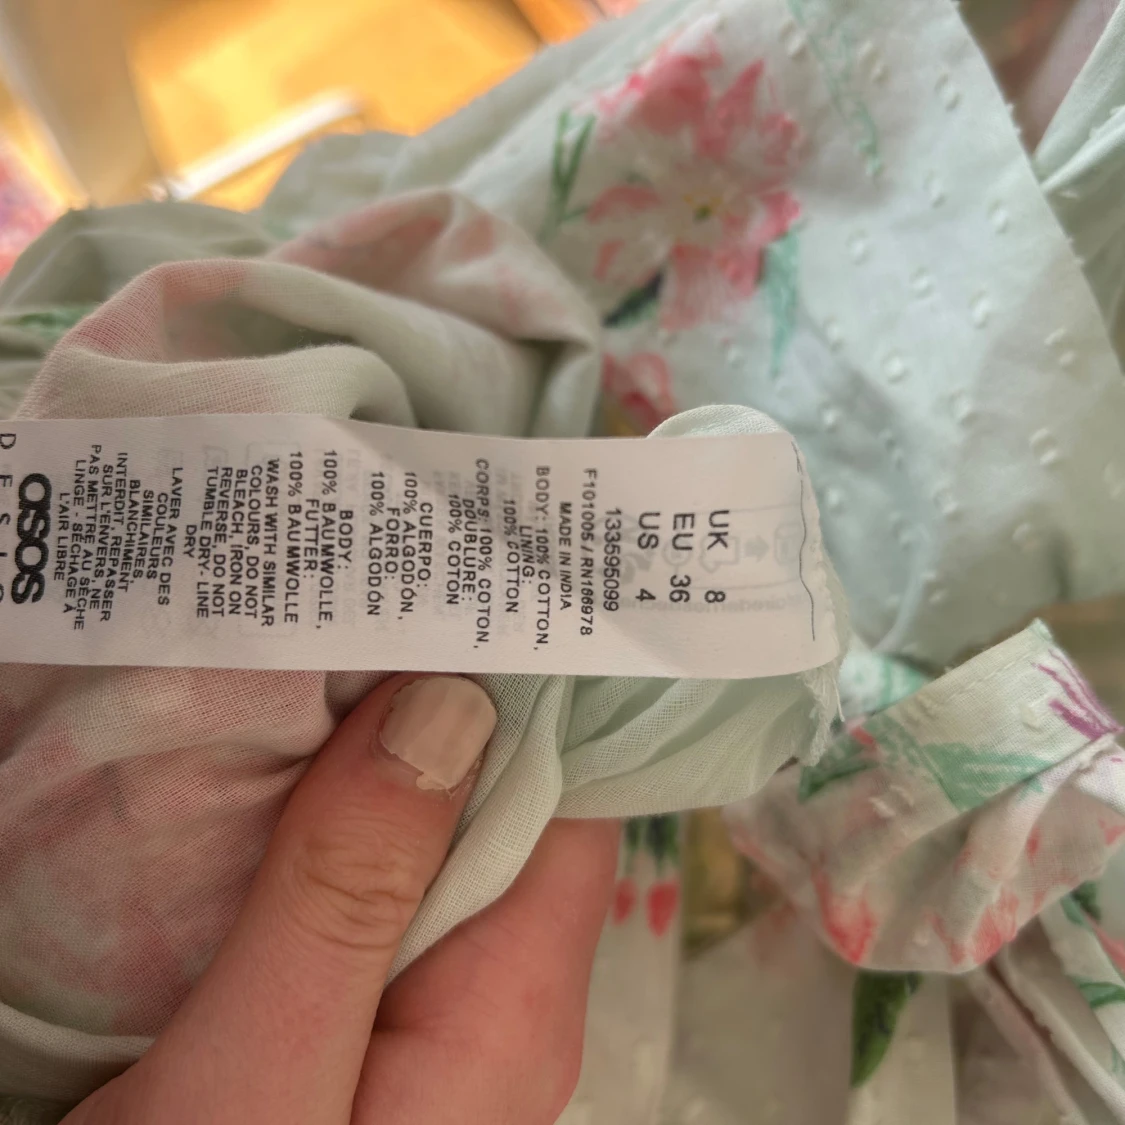 UK 8
EU 36
US 4
13595099
MADE IN INDIA
F101005 / RN166978
BODY: 100% COTTON,
LINING:
100% COTTON
CORPS: 100% COTON,
DOUBLURE:
100% COTON
CUERPO:
100% ALGODÓN,
FORRO:
100% ALGODÓN
BODY:
100% BAUMWOLLE,
FUTTER:
100% BAUMWOLLE
WASH WITH SIMILAR
COLOURS, DO NOT
BLEACH, IRON ON
REVERSE, DO NOT
TUMBLE DRY- LINE
DRY
LAVER AVEC DES
COULEURS
SIMILAIRES.
BLANCHIMENT
INTERDIT, REPASSER
SUR L'ENVERS, NE
PAS METTRE AU SÈCHE
LINGE - SÉCHAGE À
L'AIR LIBRE
asos